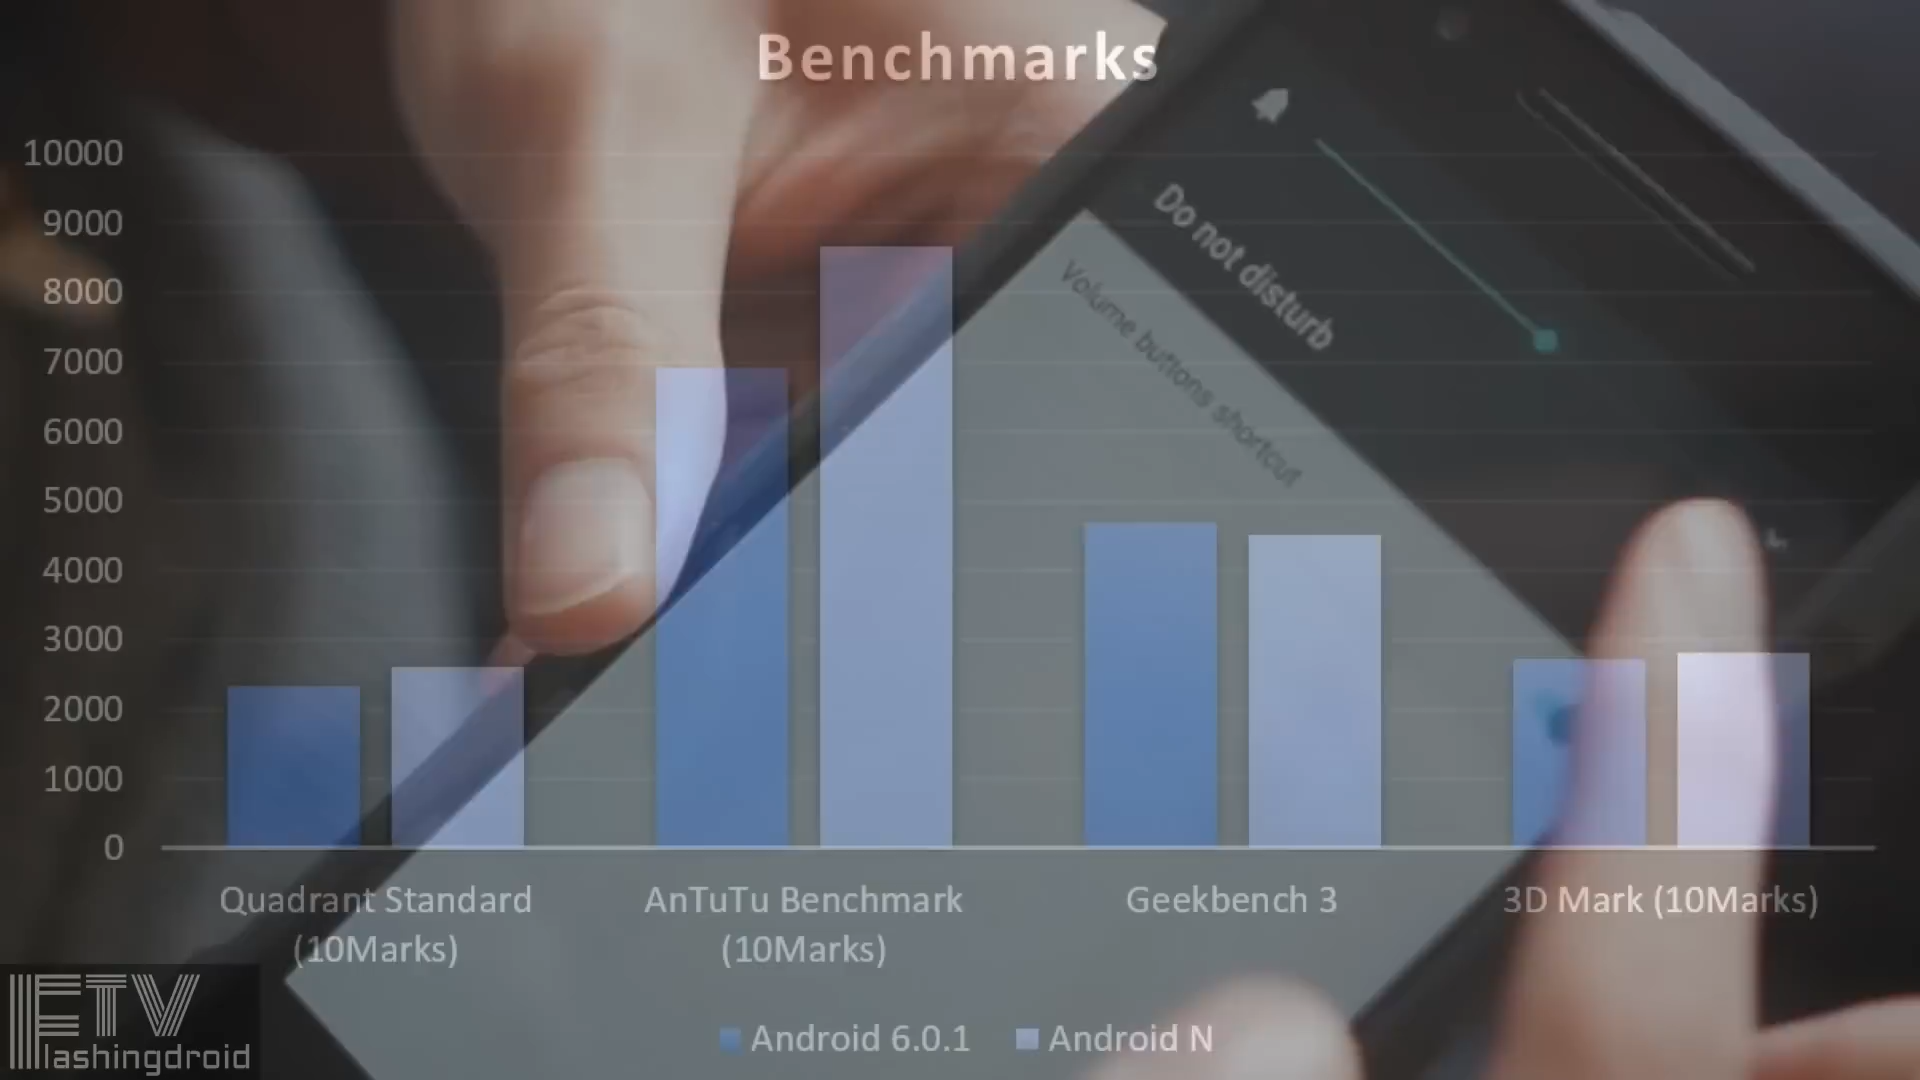 Benchmarks
10000
9000
8000
7000
6000
5000
4000
3000
2000
1000
0
Do not disturb
Volume buttons shortcut
Quadrant Standard
(10Marks)
AnTuTu Benchmark
(10Marks)
Geekbench 3
3D Mark (10Marks)
Android 6.0.1
Android N
FTV
lashingdroid